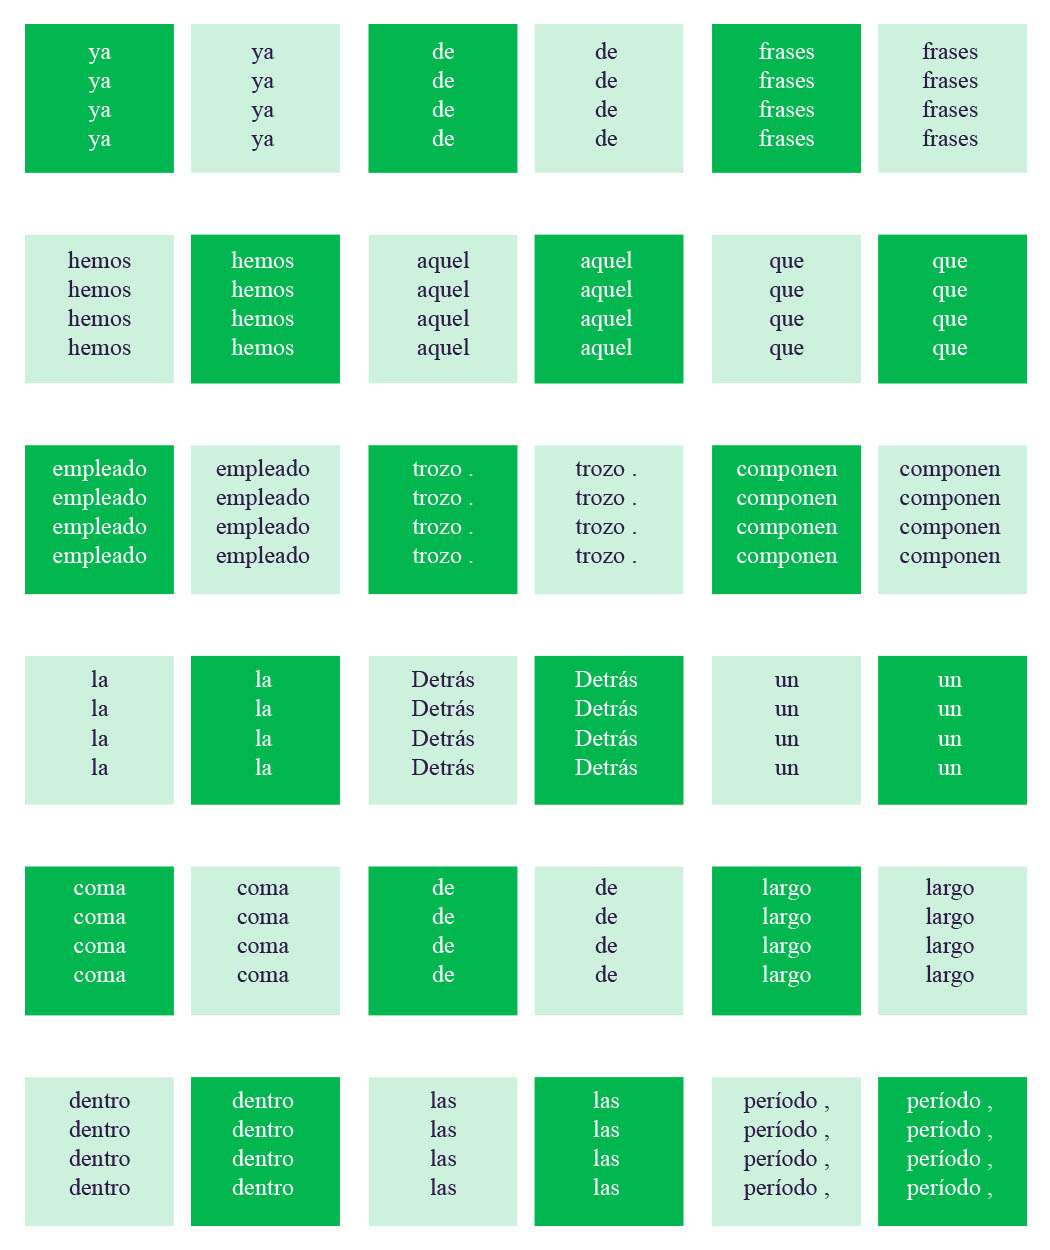 ya
ya
ya
ya
ya
ya
ya
ya
hemos
hemos
hemos
hemos
hemos
hemos
hemos
hemos
empleado
empleado
empleado
empleado
empleado
empleado
empleado
empleado
la
la
la
la
la
la
la
la
coma
coma
coma
coma
coma
coma
coma
coma
dentro
dentro
dentro
dentro
dentro
dentro
dentro
dentro
de
de
de
de
de
de
de
de
aquel
aquel
aquel
aquel
aquel
aquel
aquel
aquel
trozo .
trozo .
trozo .
trozo .
trozo .
trozo .
trozo .
trozo .
Detrás
Detrás
Detrás
Detrás
Detrás
Detrás
Detrás
Detrás
de
de
de
de
de
de
de
de
las
las
las
las
las
las
las
las
frases
frases
frases
frases
frases
frases
frases
frases
que
que
que
que
que
que
que
que
componen
componen
componen
componen
componen
componen
componen
componen
un
un
un
un
un
un
un
un
largo
largo
largo
largo
largo
largo
largo
largo
período ,
período ,
período ,
período ,
período ,
período ,
período ,
período ,